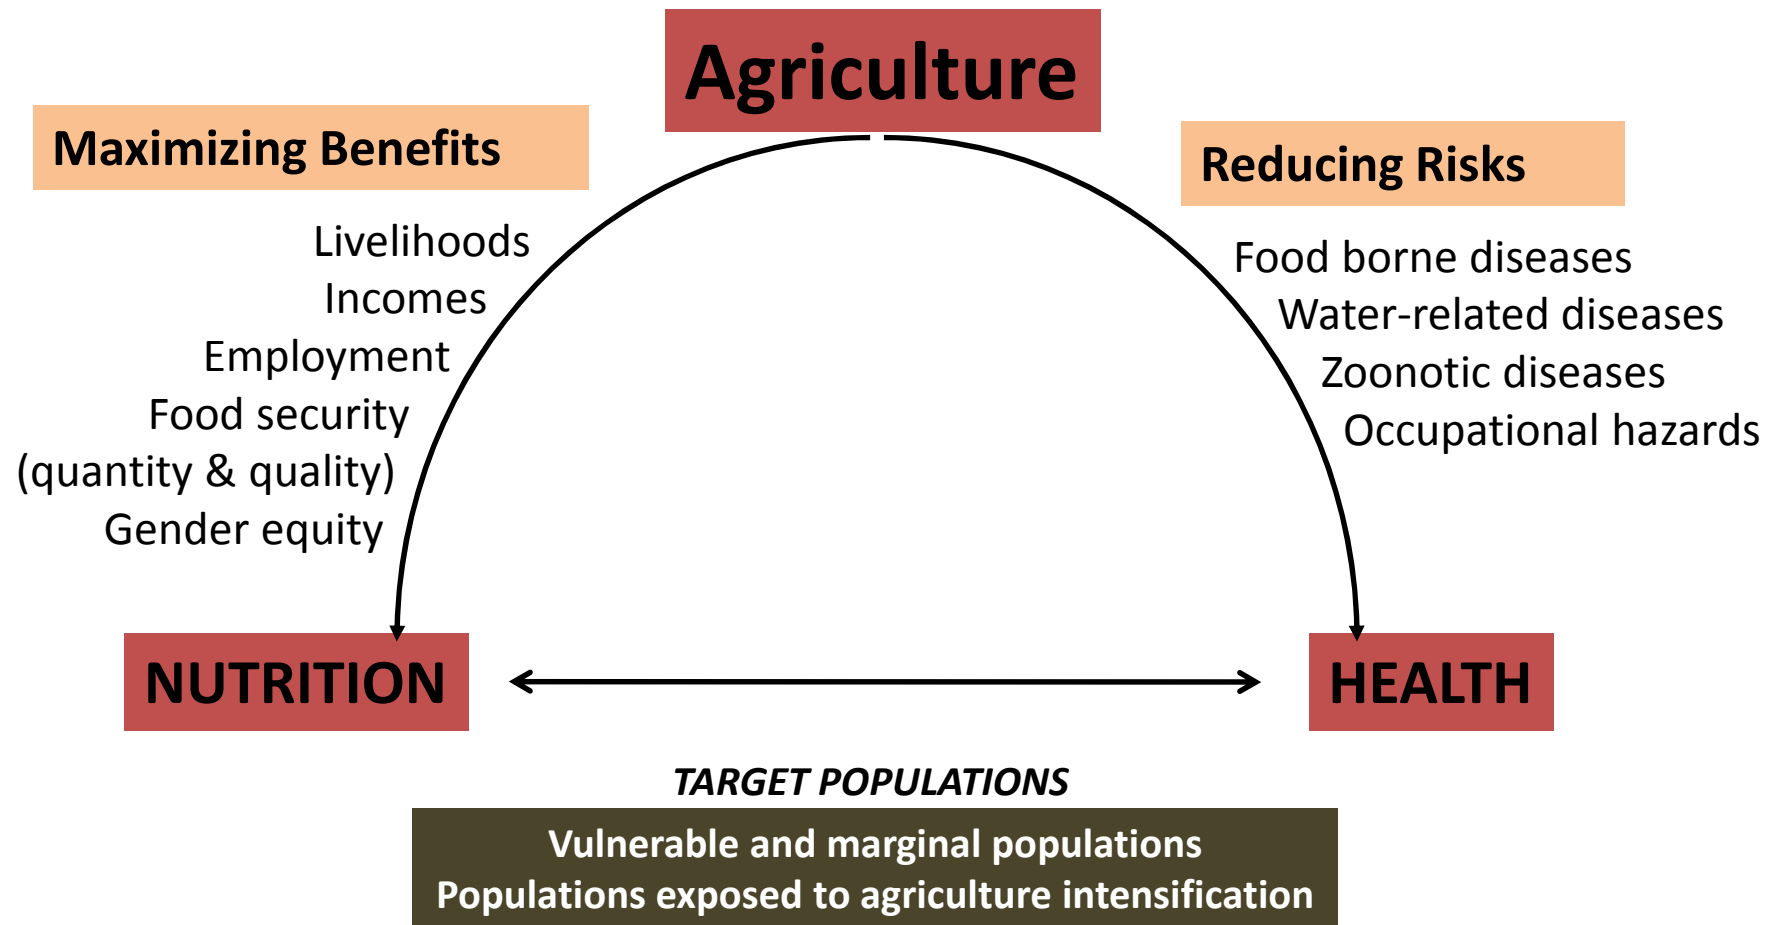 Agriculture
Maximizing Benefits
Livelihoods
Incomes
Employment
Food security
(quantity & quality)
Gender equity
Reducing Risks
Food borne diseases
Water-related diseases
Zoonotic diseases
Occupational hazards
NUTRITION
HEALTH
TARGET POPULATIONS
Vulnerable and marginal populations
Populations exposed to agriculture intensification